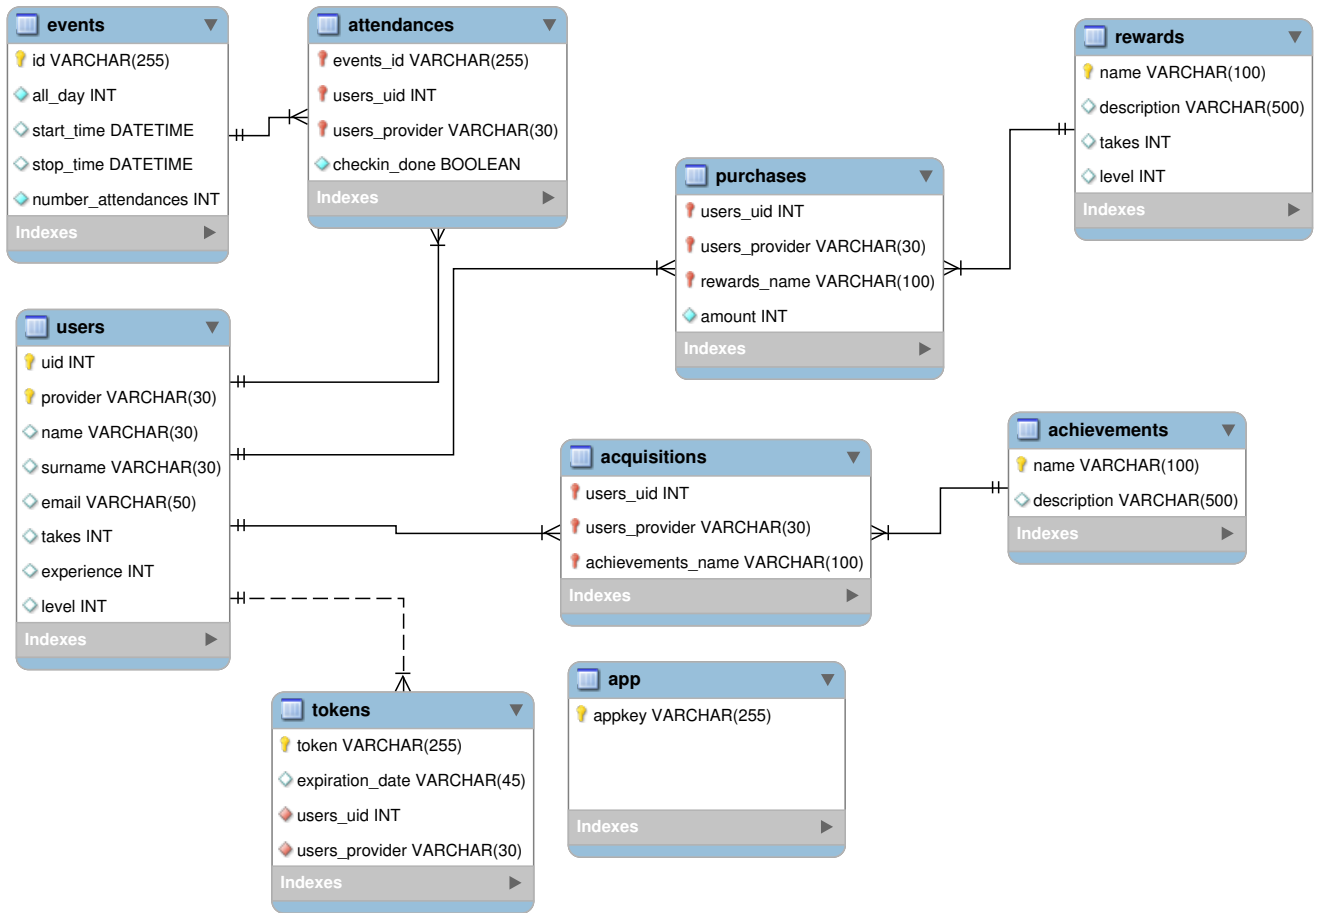 events
id VARCHAR(255)
all_day INT
start_time DATETIME
stop_time DATETIME
number_attendances INT
Indexes
attendances
events_id VARCHAR(255)
users_uid INT
users_provider VARCHAR(30)
checkin_done BOOLEAN
Indexes
rewards
name VARCHAR(100)
description VARCHAR(500)
takes INT
level INT
Indexes
purchases
users_uid INT
users_provider VARCHAR(30)
rewards_name VARCHAR(100)
amount INT
Indexes
users
uid INT
provider VARCHAR(30)
name VARCHAR(30)
surname VARCHAR(30)
email VARCHAR(50)
takes INT
experience INT
level INT
Indexes
acquisitions
users_uid INT
users_provider VARCHAR(30)
achievements_name VARCHAR(100)
Indexes
achievements
name VARCHAR(100)
description VARCHAR(500)
Indexes
tokens
token VARCHAR(255)
expiration_date VARCHAR(45)
users_uid INT
users_provider VARCHAR(30)
Indexes
app
appkey VARCHAR(255)
Indexes